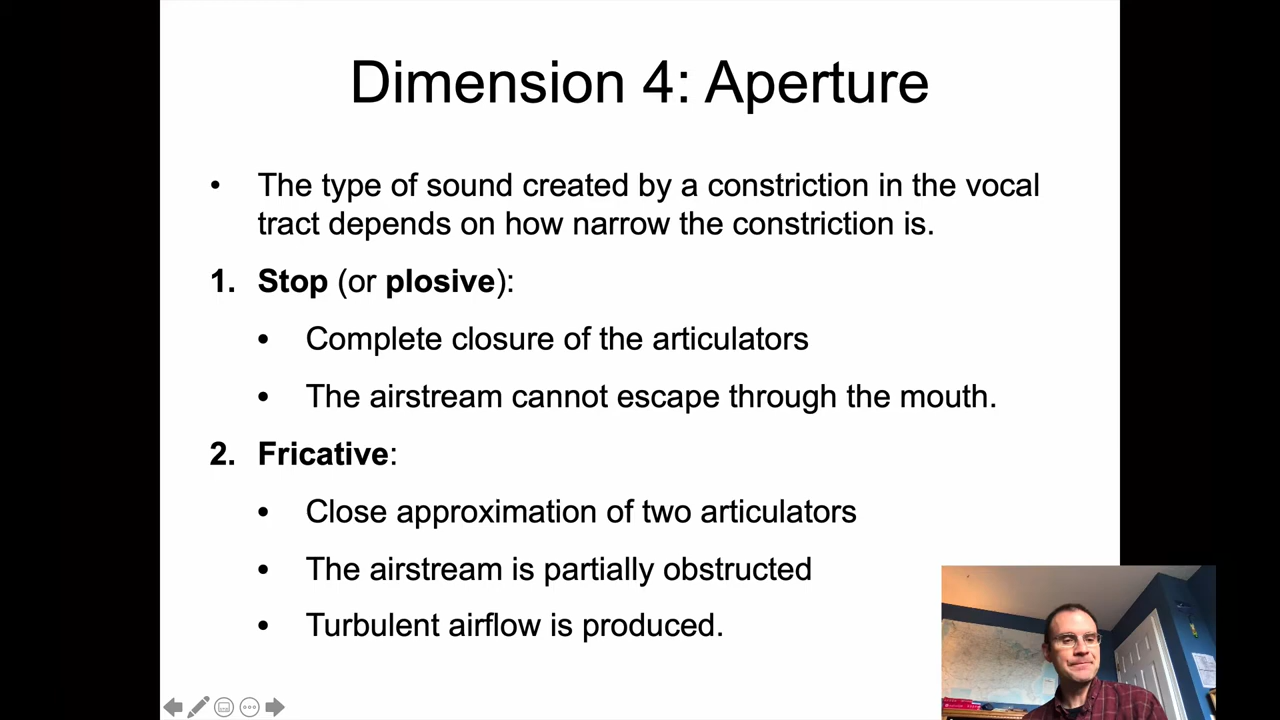 Dimension 4: Aperture
• The type of sound created by a constriction in the vocal
tract depends on how narrow the constriction is.
1. Stop (or plosive):
• Complete closure of the articulators
• The airstream cannot escape through the mouth.
2. Fricative:
• Close approximation of two articulators
• The airstream is partially obstructed
• Turbulent airflow is produced.